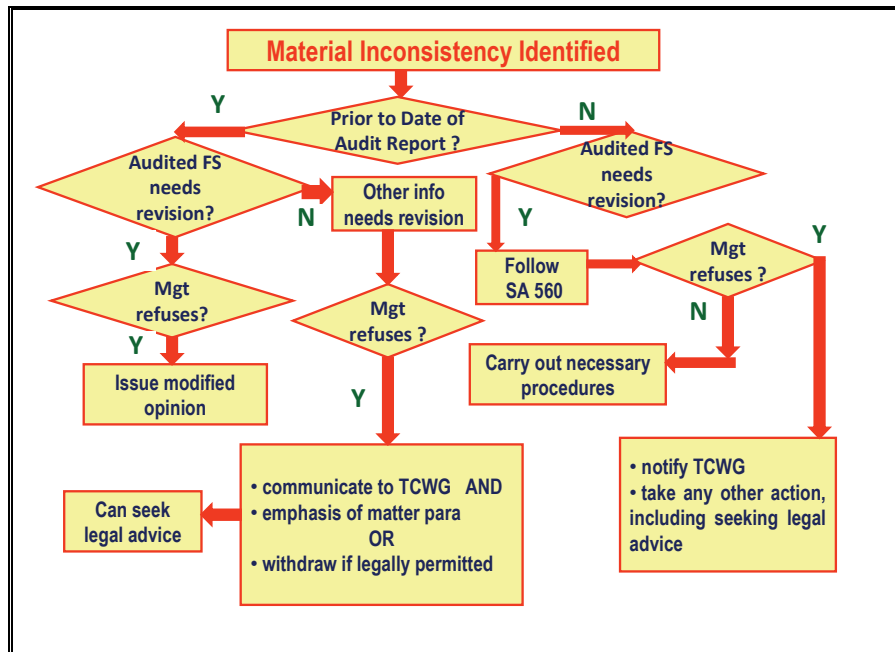 Material Inconsistency Identified
Y
Prior to Date of
Audit Report ?
N
Audited FS
needs
revision?
N
Other info
needs revision
Audited FS
needs
revision?
Y
Y
Mgt
refuses?
Y
Issue modified
opinion
Mgt
refuses ?
Y
Follow
SA 560
Mgt
refuses ?
Y
N
Carry out necessary
procedures
• communicate to TCWG AND
• emphasis of matter para
OR
• withdraw if legally permitted
Can seek
legal advice
• notify TCWG
• take any other action,
including seeking legal
advice